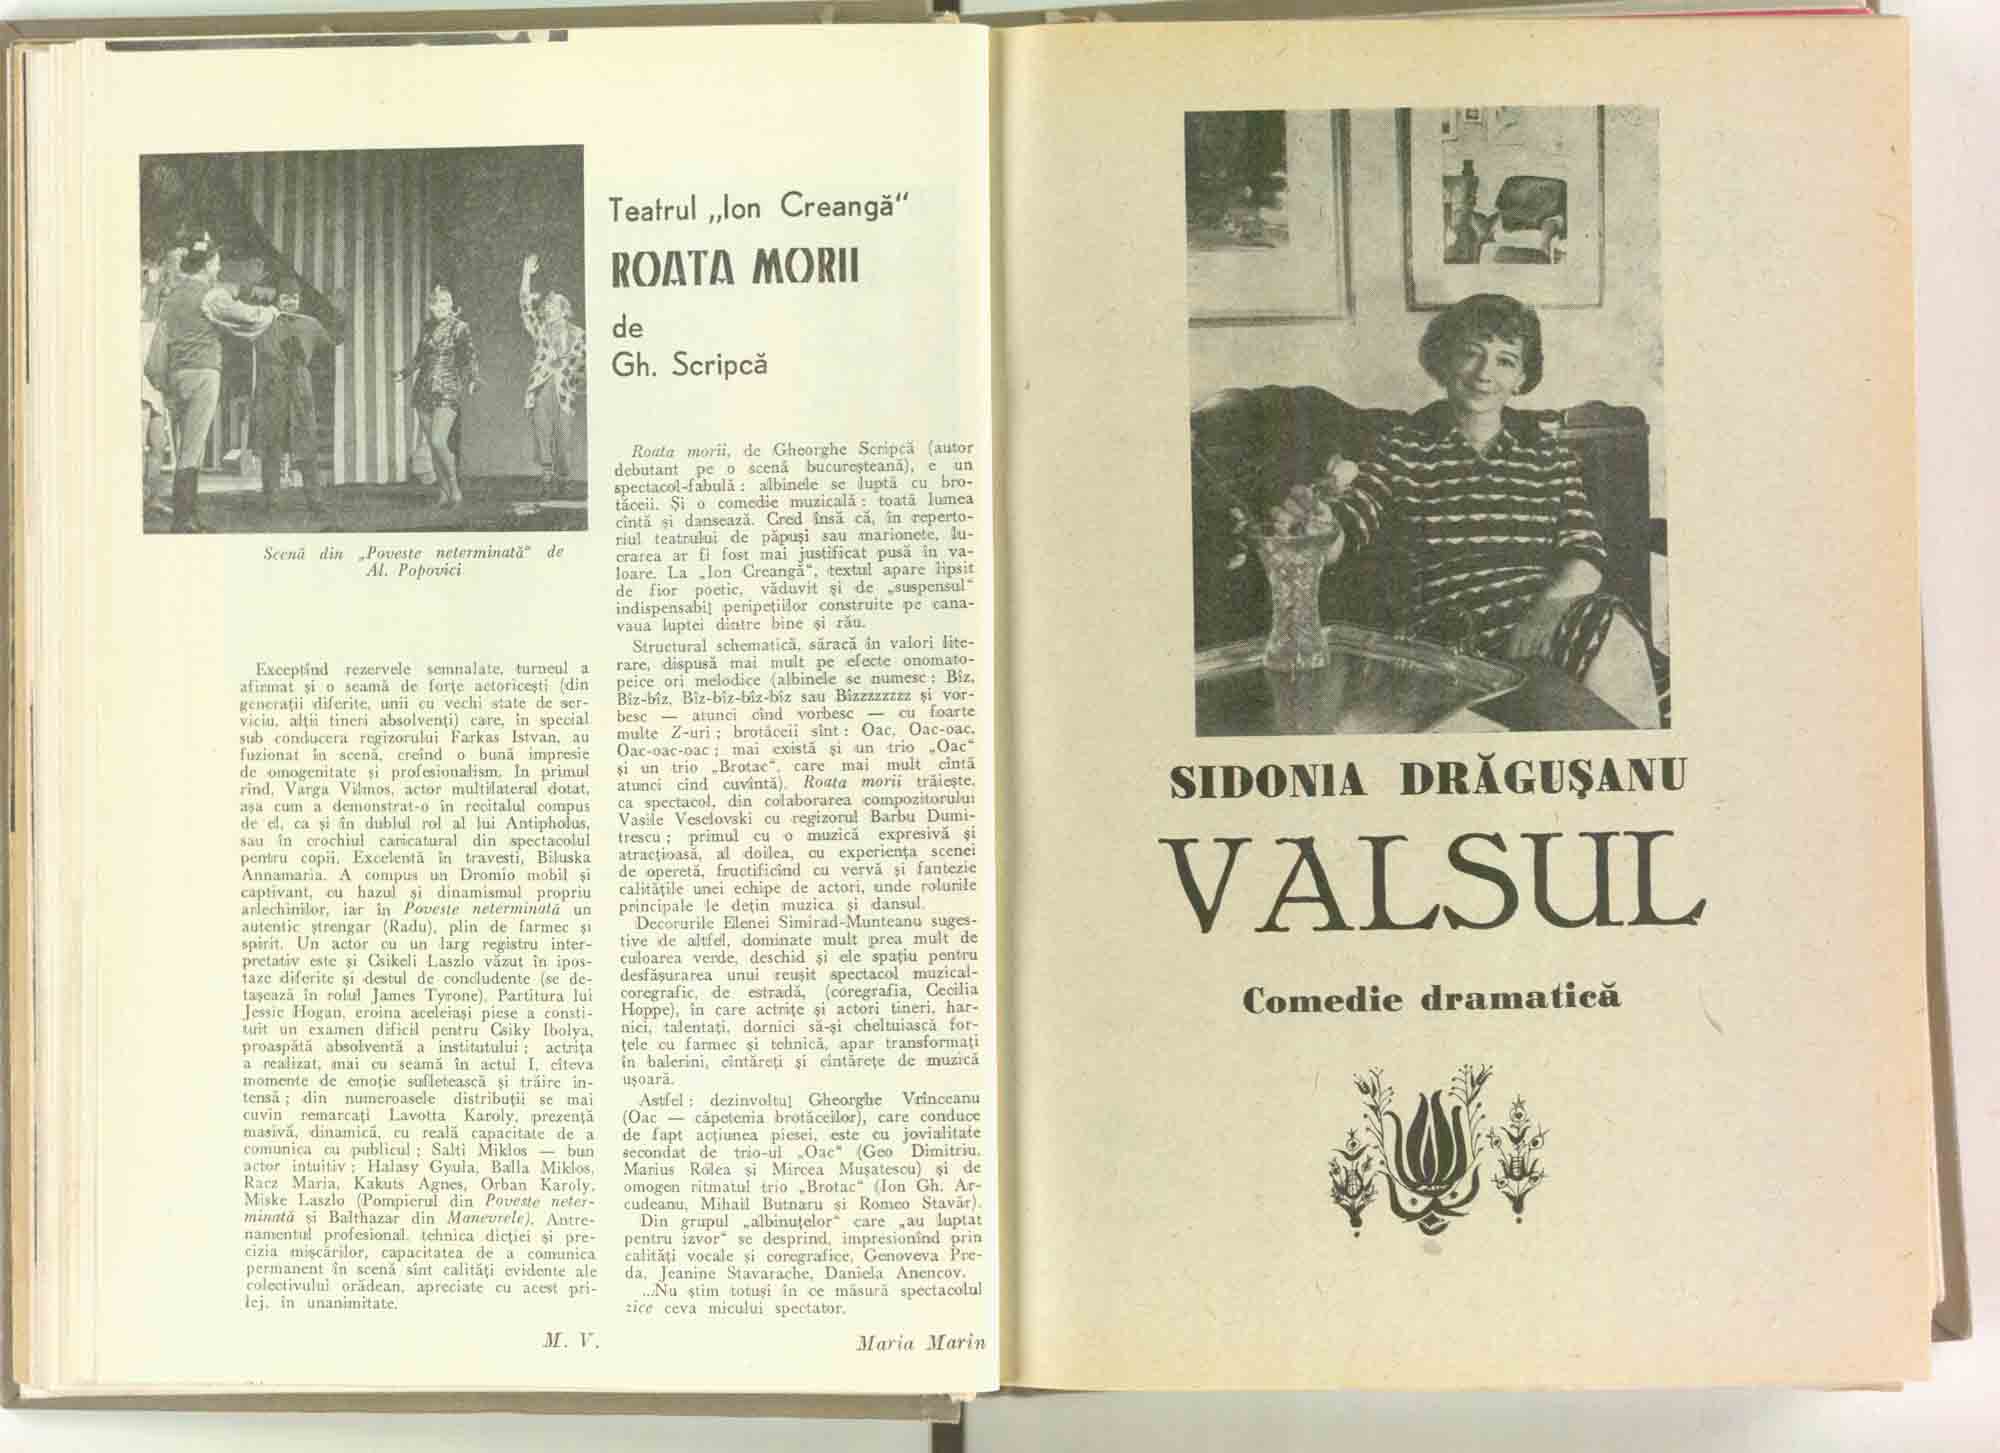 Scenă din „Poveste neterminată“ de
Al. Popovici
Exceptînd rezervele semnalate, turneul a
afirmat și o seamă de forțe actoricești (din
generații diferite, unii cu vechi state de ser-
viciu, alții tineri absolvenți) care, în special
sub conducera regizorului Farkas Istvan, au
fuzionat în scenă, creînd o bună impresie
de omogenitate și profesionalism. În primul
rînd, Varga Vilmos, actor multilateral dotat,
așa cum a demonstrat-o în recitalul compus
de el, ca și în dublul rol al lui Antipholus,
sau în crochiul caricatural din spectacolul
pentru copii. Excelentă în travesti, Biluska
Annamaria. A compus un Dromio mobil și
captivant, cu hazul și dinamismul propriu
arlechinilor, iar în Poveste neterminată un
autentic ștrengar (Radu), plin de farmec și
spirit. Un actor cu un larg registru inter-
pretativ este și Csikeli Laszlo văzut în ipos-
taze diferite și destul de concludente (se de-
tașează în rolul James Tyrone). Partitura lui
Jessie Hogan, eroina aceleiași piese a consti-
tuit un examen dificil pentru Csiky Ibolya,
proaspătă absolventă a institutului ; actrița
a realizat, mai cu seamă în actul I, cîteva
momente de emoție sufletească și trăire in-
tensă ; din numeroasele distribuții se mai
cuvin remarcați Lavotta Karoly, prezență
masivă, dinamică, cu reală capacitate de a
comunica cu publicul ; Salti Miklos — bun
actor intuitiv ; Halasy Gyula, Balla Miklos,
Racz Maria, Kakuts Agnes, Orban Karoly,
Miske Laszlo (Pompierul din Poveste neter-
minată și Balthazar din Manevrele). Antre-
namentul profesional, tehnica dicției și pre-
cizia mișcărilor, capacitatea de a comunica
permanent în scenă sînt calități evidente ale
colectivului orădean, apreciate cu acest pri-
lej, în unanimitate.
M. V.
Teatrul „Ion Creangă“
ROATA MORII
de
Gh. Scripcă
Roata morii, de Gheorghe Scripcă (autor
debutant pe o scenă bucureșteană), e un
spectacol-fabulă : albinele se luptă cu bro-
tăceii. Și o comedie muzicală : toată lumea
cîntă și dansează. Cred însă că, în reperto-
riul teatrului de păpuși sau marionete, lu-
crarea ar fi fost mai justificat pusă în va-
loare. La „Ion Creangă“, textul apare lipsit
de fior poetic, văduvit și de „suspensul“
indispensabil peripețiilor construite pe cana-
vaua luptei dintre bine și rău.
Structural schematică, săracă în valori lite-
rare, dispusă mai mult pe efecte onomato-
peice ori melodice (albinele se numesc : Bîz,
Bîz-bîz, Bîz-bîz-bîz-bîz sau Bîzzzzzzzz și vor-
besc — atunci cînd vorbesc — cu foarte
multe Z-uri ; brotăceii sînt : Oac, Oac-oac,
Oac-oac-oac ; mai există și un trio „Oac“
și un trio „Brotac“, care mai mult cîntă
atunci cînd cuvîntă). Roata morii trăiește,
ca spectacol, din colaborarea compozitorului
Vasile Veselovski cu regizorul Barbu Dumi-
trescu ; primul cu o muzică expresivă și
atracțioasă, al doilea, cu experiența scenei
de operetă, fructificînd cu vervă și fantezie
calitățile unei echipe de actori, unde rolurile
principale le dețin muzica și dansul.
Decorurile Elenei Simirad-Munteanu suges-
tive de altfel, dominate mult prea mult de
culoarea verde, deschid și ele spațiu pentru
desfășurarea unui reușit spectacol muzical-
coregrafic, de estradă, (coregrafia, Cecilia
Hoppe), în care actrițe și actori tineri, har-
nici, talentați, dornici să-și cheltuiască for-
țele cu farmec și tehnică, apar transformați
în balerini, cîntăreți și cîntărețe de muzică
ușoară.
Astfel : dezinvoltul Gheorghe Vrînceanu
(Oac — căpetenia brotăceilor), care conduce
de fapt acțiunea piesei, este cu jovialitate
secondat de trio-ul „Oac“ (Geo Dimitriu,
Marius Rolea și Mircea Mușatescu) și de
omogen ritmatul trio „Brotac“ (Ion Gh. Ar-
cudeanu, Mihail Butnaru și Romeo Stavăr).
Din grupul „albinuțelor“ care „au luptat
pentru izvor“ se desprind, impresionînd prin
calități vocale și coregrafice, Genoveva Pre-
da, Jeanine Stavarache, Daniela Anencov.
...Nu știm totuși în ce măsură spectacolul
zice ceva micului spectator.
Maria Marin
SIDONIA DRĂGUȘANU
VALSUL
Comedie dramatică